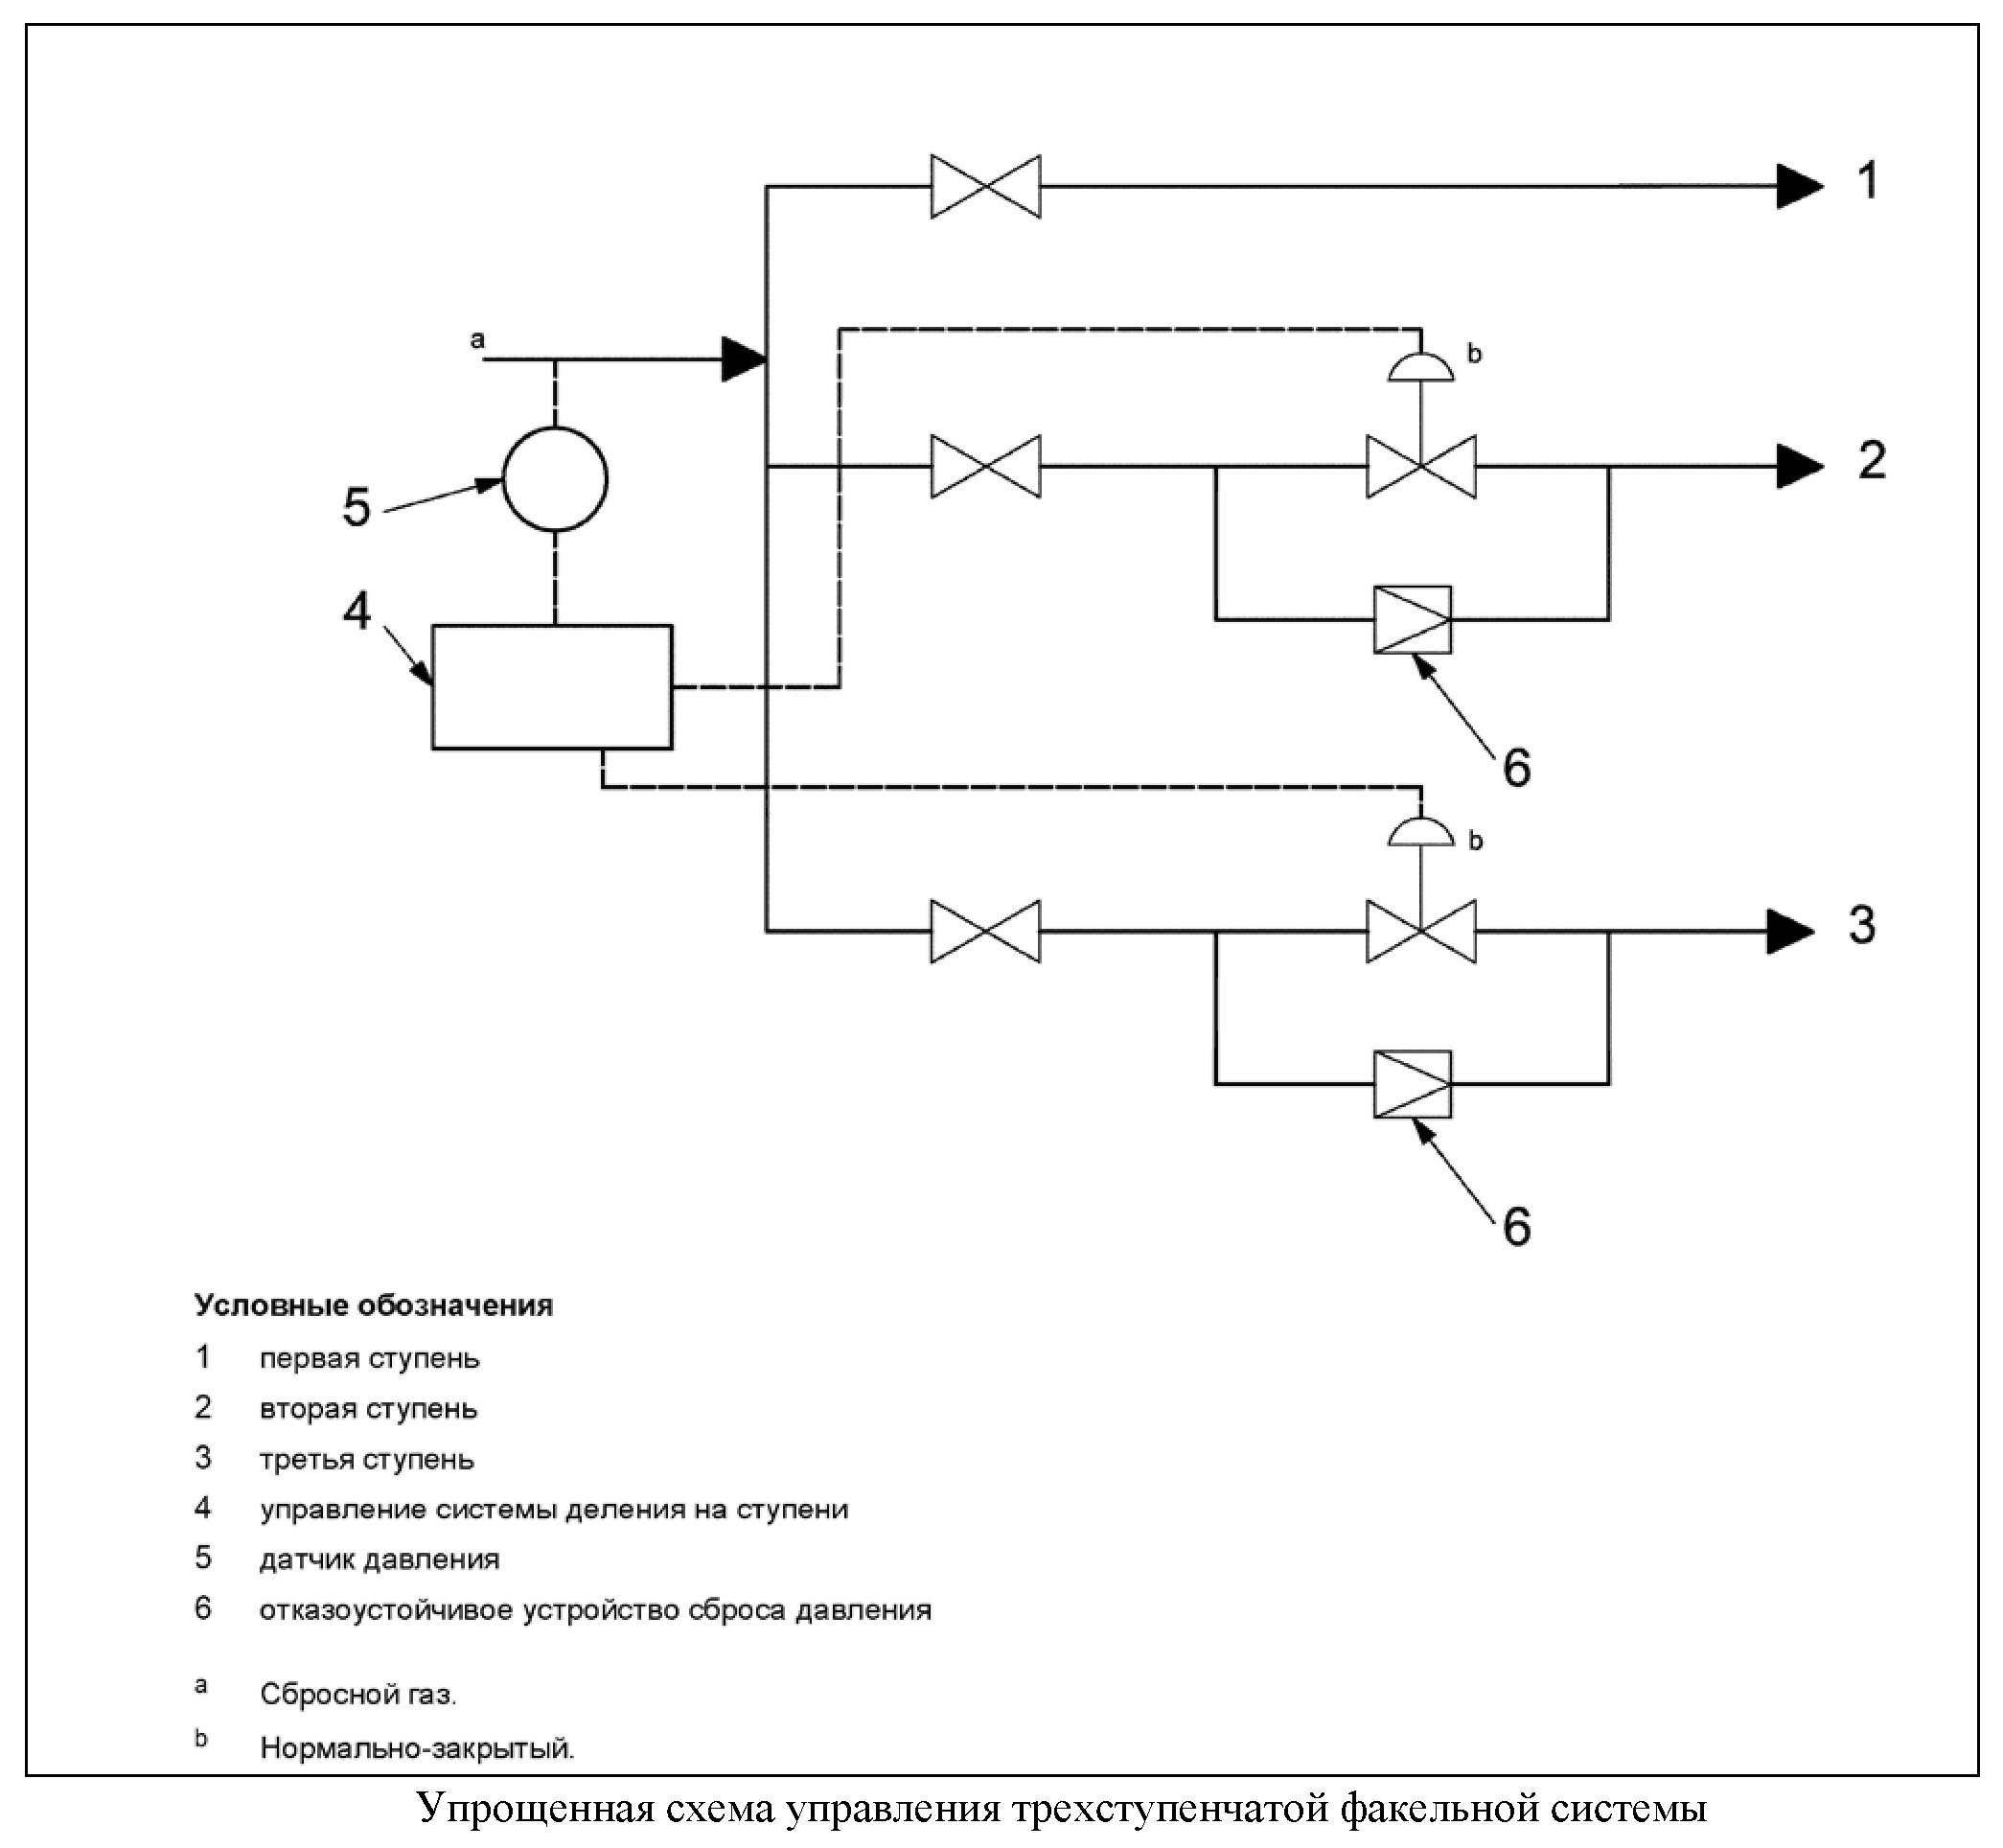 1
a
b
2
5
4
6
b
3
6
Условные обозначения
1 первая ступень
2 вторая ступень
3 третья ступень
4 управление системы деления на ступени
5 датчик давления
6 отказоустойчивое устройство сброса давления
a Сбросной газ.
b Нормально-закрытый.
Упрощенная схема управления трехступенчатой факельной системы